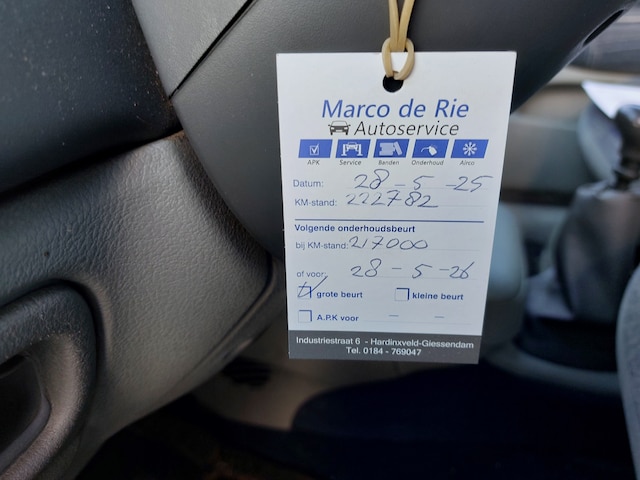 Marco de Rie
Autoservice
APK Service Banden Onderhoud Airco
Datum: 28-5-25
KM-stand: 222782
Volgende onderhoudsbeurt
bij KM-stand: 217000
of voor: 28-5-26
grote beurt kleine beurt
A.P.K voor - -
Industriestraat 6 - Hardinxveld-Giessendam
Tel. 0184 - 769047